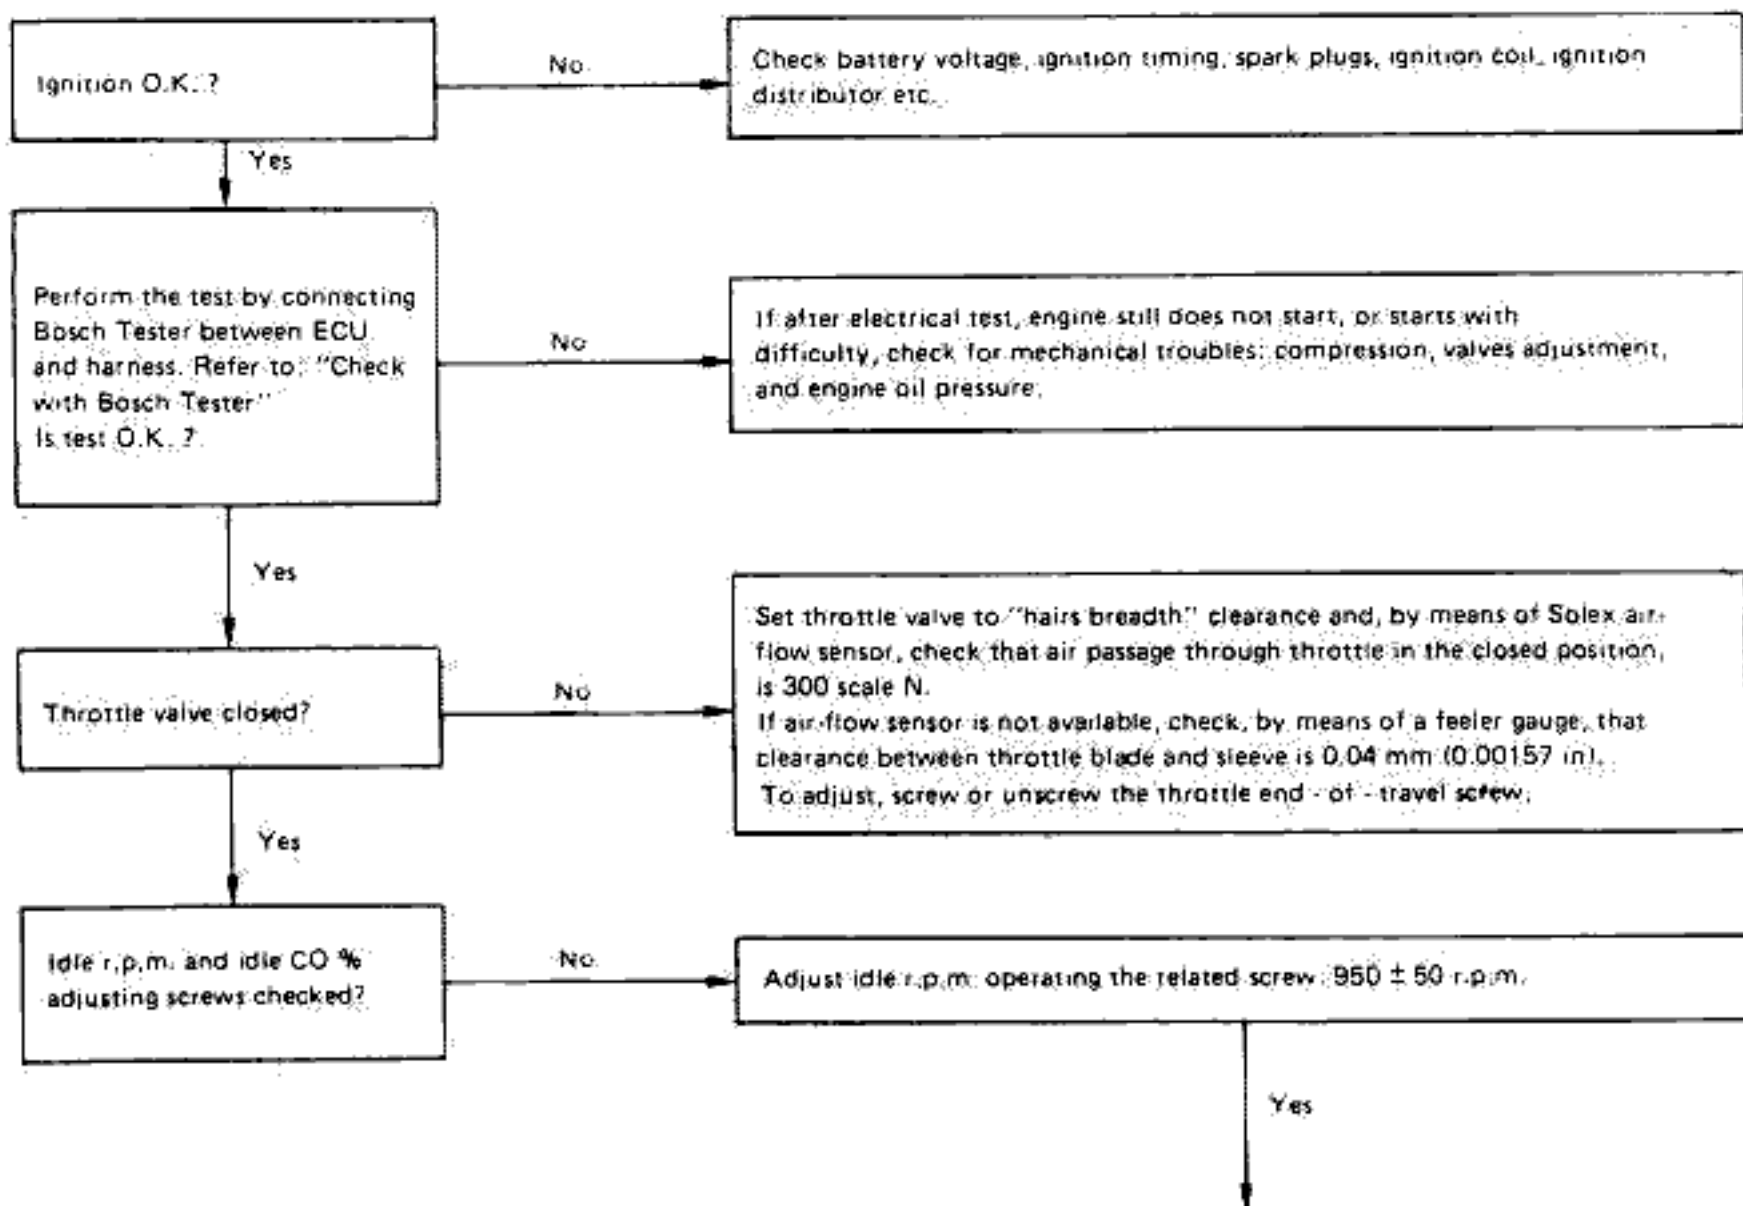 Ignition O.K. ?
No
Check battery voltage, ignition timing, spark plugs, ignition coil, ignition
distributor etc.
Yes
Perform the test by connecting
Bosch Tester between ECU
and harness. Refer to: "Check
with Bosch Tester"
Is test O.K. ?
No
If after electrical test, engine still does not start, or starts with
difficulty, check for mechanical troubles: compression, valves adjustment,
and engine oil pressure.
Yes
Throttle valve closed?
No
Set throttle valve to "hairs breadth" clearance and, by means of Solex air-
flow sensor, check that air passage through throttle in the closed position,
is 300 scale N.
If air-flow sensor is not available, check, by means of a feeler gauge, that
clearance between throttle blade and sleeve is 0.04 mm (0.00157 in).
To adjust, screw or unscrew the throttle end - of - travel screw.
Yes
Idle r.p.m. and idle CO %
adjusting screws checked?
No
Adjust idle r.p.m. operating the related screw: 950 ± 50 r.p.m.
Yes